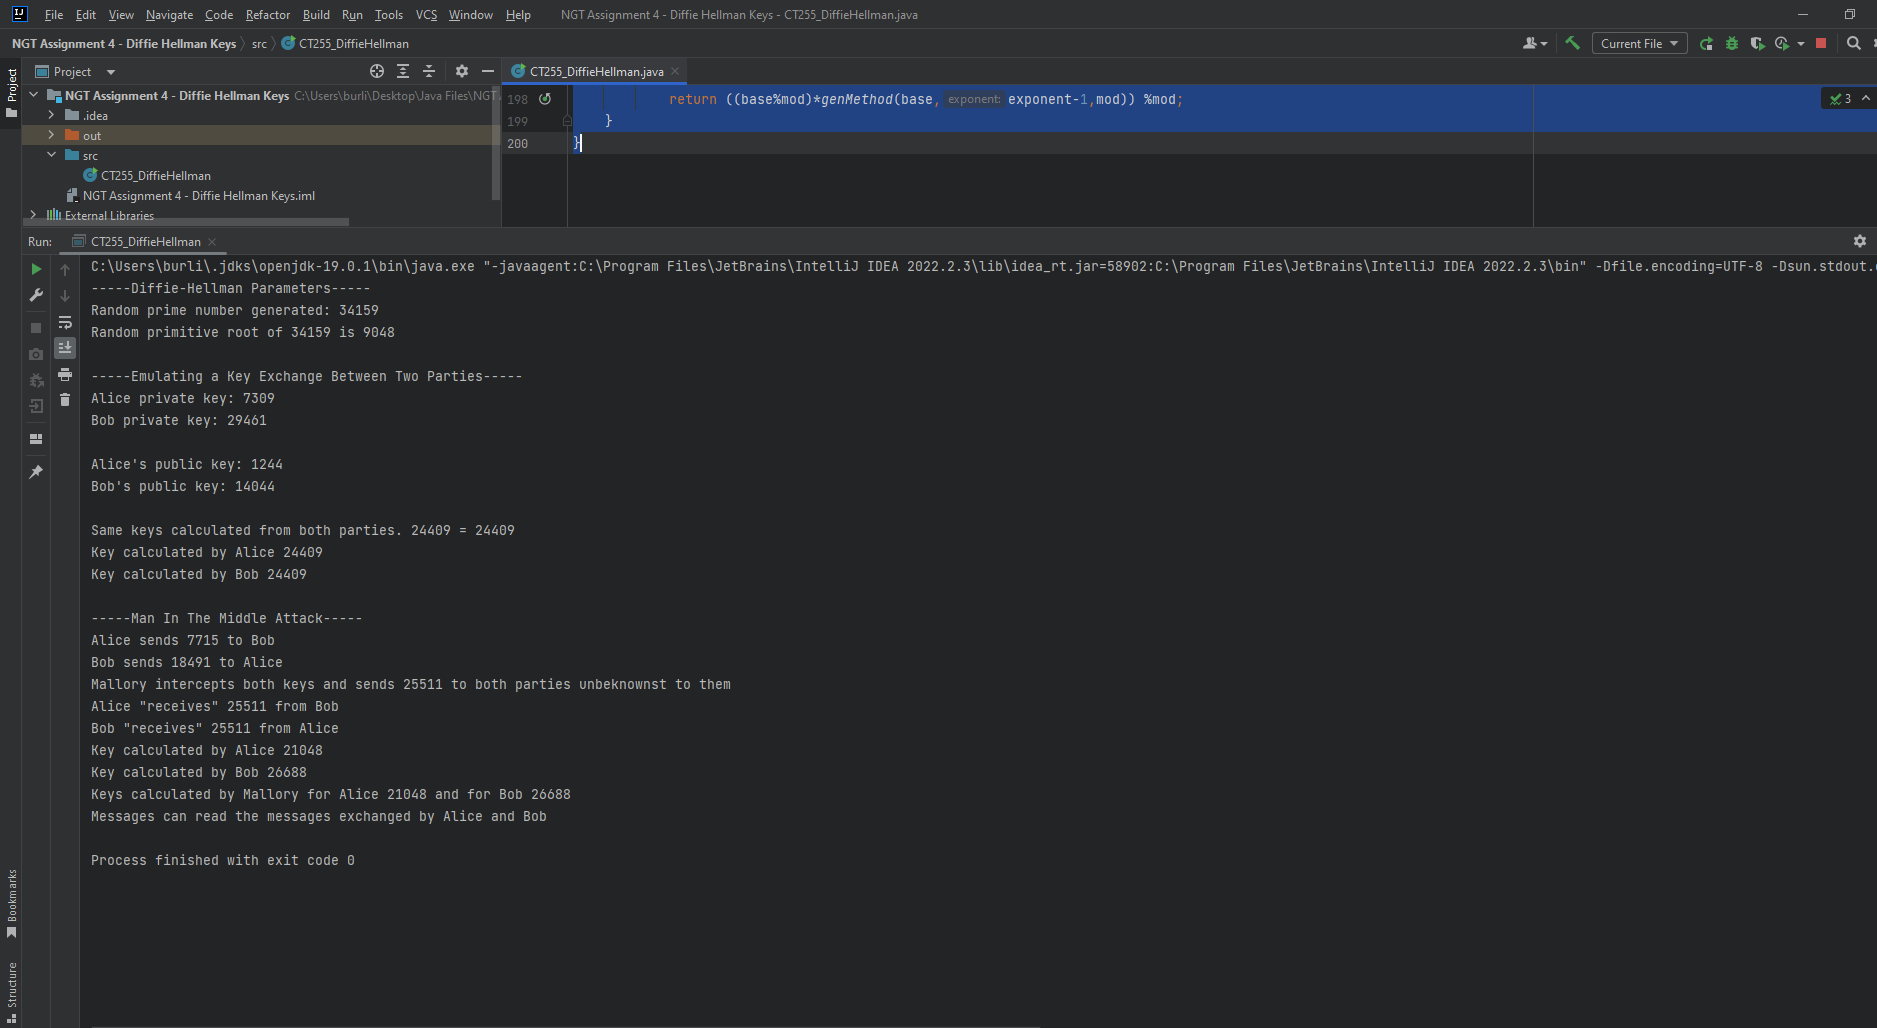 File Edit View Navigate Code Refactor Build Run Tools VCS Window Help NGT Assignment 4 - Diffie Hellman Keys - CT255_DiffieHellman.java
NGT Assignment 4 - Diffie Hellman Keys src CT255_DiffieHellman Current File
Project
Project
CT255_DiffieHellman.java
NGT Assignment 4 - Diffie Hellman Keys C:\Users\burli\Desktop\Java Files\NGT
.idea
out
src
CT255_DiffieHellman
NGT Assignment 4 - Diffie Hellman Keys.iml
External Libraries
198 return ((base%mod)*genMethod(base, exponent: exponent-1,mod)) %mod;
3
199 }
200 }
Run: CT255_DiffieHellman
C:\Users\burli\.jdks\openjdk-19.0.1\bin\java.exe "-javaagent:C:\Program Files\JetBrains\IntelliJ IDEA 2022.2.3\lib\idea_rt.jar=58902:C:\Program Files\JetBrains\IntelliJ IDEA 2022.2.3\bin" -Dfile.encoding=UTF-8 -Dsun.stdout.
-----Diffie-Hellman Parameters-----
Random prime number generated: 34159
Random primitive root of 34159 is 9048
-----Emulating a Key Exchange Between Two Parties-----
Alice private key: 7309
Bob private key: 29461
Alice's public key: 1244
Bob's public key: 14044
Same keys calculated from both parties. 24409 = 24409
Key calculated by Alice 24409
Key calculated by Bob 24409
-----Man In The Middle Attack-----
Alice sends 7715 to Bob
Bob sends 18491 to Alice
Mallory intercepts both keys and sends 25511 to both parties unbeknownst to them
Alice "receives" 25511 from Bob
Bob "receives" 25511 from Alice
Key calculated by Alice 21048
Key calculated by Bob 26688
Keys calculated by Mallory for Alice 21048 and for Bob 26688
Messages can read the messages exchanged by Alice and Bob
Process finished with exit code 0
Bookmarks
Structure